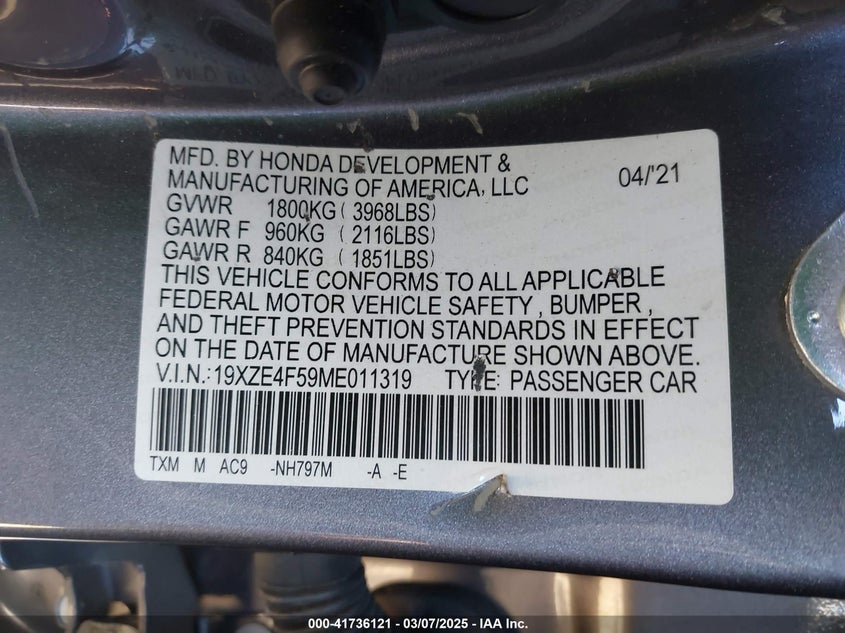 MFD. BY HONDA DEVELOPMENT &
MANUFACTURING OF AMERICA, LLC 04/'21
GVWR 1800KG ( 3968LBS)
GAWR F 960KG ( 2116LBS)
GAWR R 840KG ( 1851LBS)
THIS VEHICLE CONFORMS TO ALL APPLICABLE
FEDERAL MOTOR VEHICLE SAFETY , BUMPER ,
AND THEFT PREVENTION STANDARDS IN EFFECT
ON THE DATE OF MANUFACTURE SHOWN ABOVE.
V.I.N.:19XZE4F59ME011319 TYPE: PASSENGER CAR
TXM M AC9 -NH797M -A -E
000-41736121 - 03/07/2025 - IAA Inc.